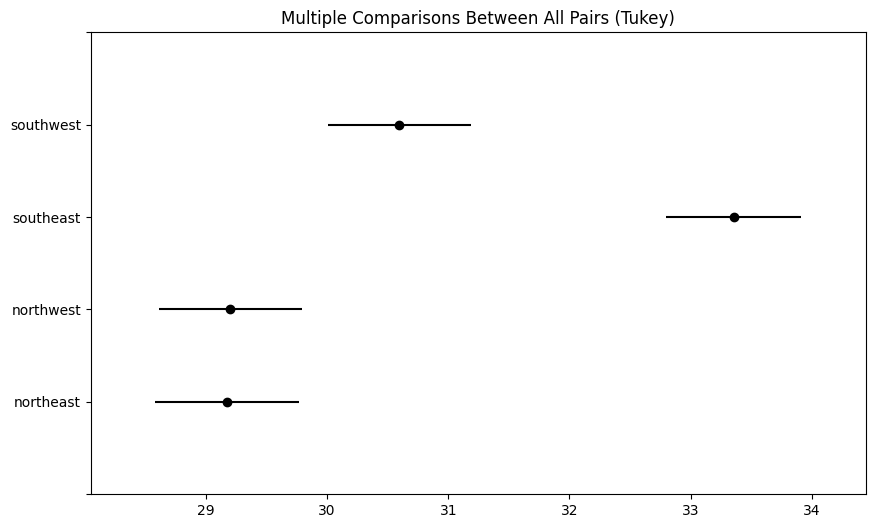 Multiple Comparisons Between All Pairs (Tukey)
southwest
southeast
northwest
northeast
29 30 31 32 33 34